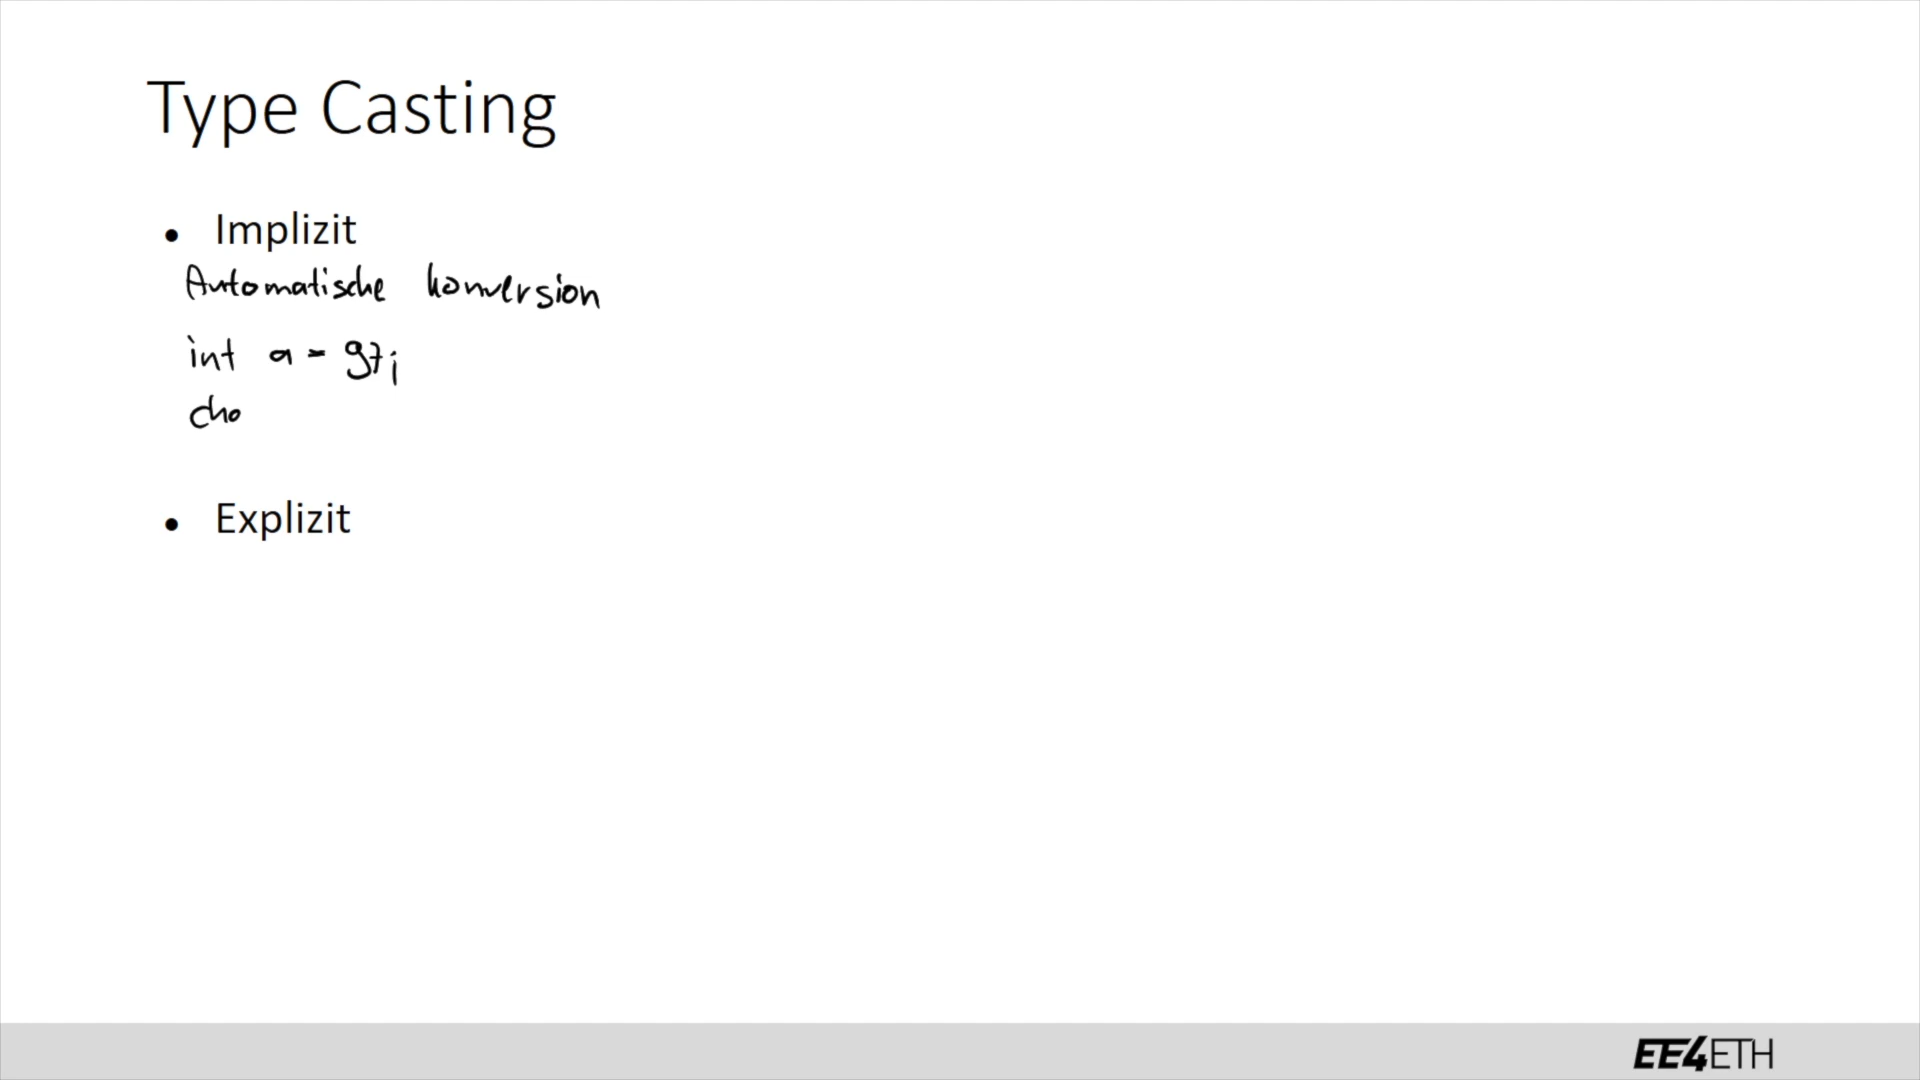 Type Casting
• Implizit
Automatische konversion
int a = 97;
cha
• Explizit
EE4ETH